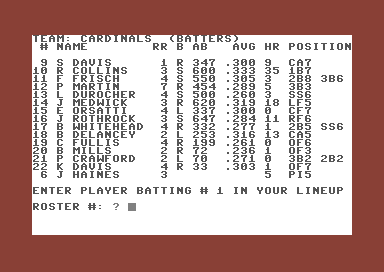 TEAM: CARDINALS  (BATTERS)
 # NAME         RR B AB   AVG HR POSITION
 9 S DAVIS       1 R 347 .300 9  CA7
10 R COLLINS     3 S 600 .333 35 1B7
11 F FRISCH      4 S 550 .305 3  2B8 3B6
12 P MARTIN      7 R 454 .289 5  3B3
13 L DUROCHER    4 S 500 .260 3  SS6
14 J MEDWICK     3 R 620 .319 18 LF5
15 E ORSATTI     4 L 337 .300 0  CF7
16 J ROTHROCK    3 S 647 .284 11 RF6
17 B WHITEHEAD   4 R 332 .277 1  2B5 SS6
18 B DELANCEY    2 L 253 .316 13 CA5
19 C FULLIS      4 R 199 .261 0  OF6
20 B MILLS       2 R 72  .236 1  OF3
21 P CRAWFORD    2 L 70  .271 0  3B2 2B2
22 K DAVIS       4 R 33  .303 1  OF7
 6 J HAINES      3            5  PI5
ENTER PLAYER BATTING # 1 IN YOUR LINEUP
ROSTER #: ?